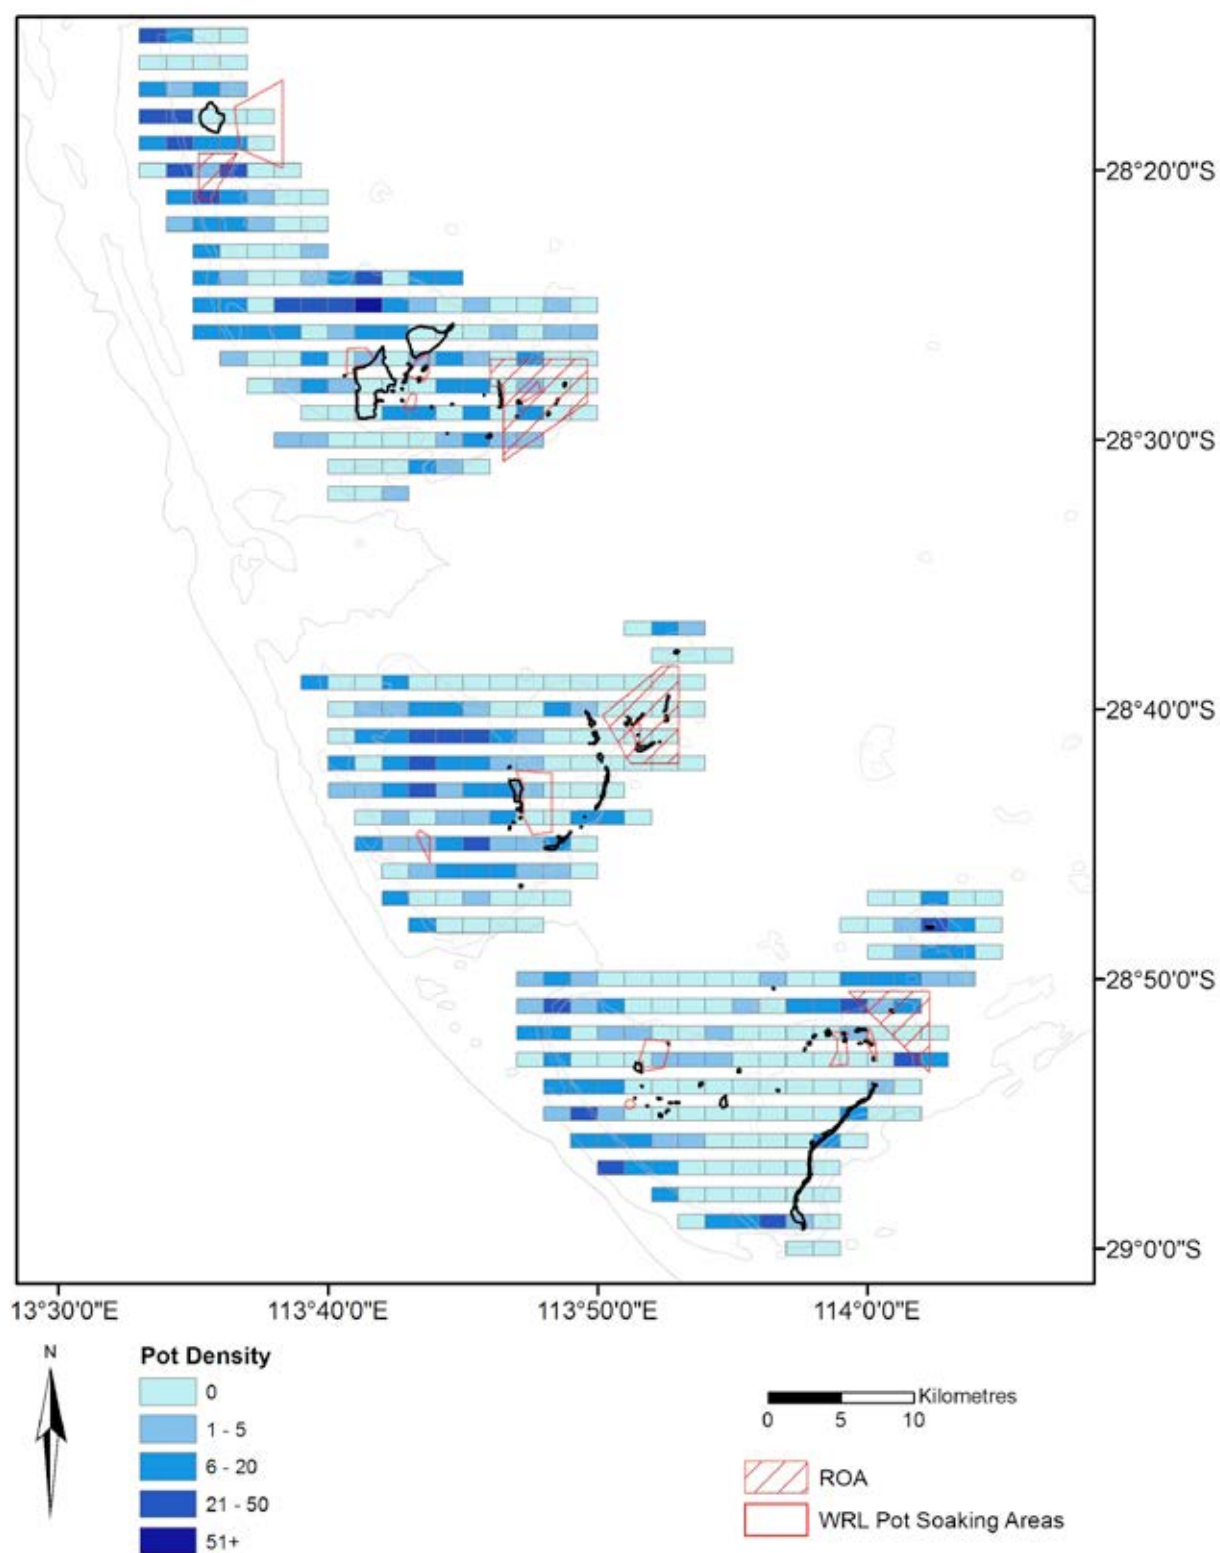 28°20'0"S
28°30'0"S
28°40'0"S
28°50'0"S
29°0'0"S
13°30'0"E 113°40'0"E 113°50'0"E 114°0'0"E
N
Pot Density
0
1 - 5
6 - 20
21 - 50
51+
Kilometres
0 5 10
ROA
WRL Pot Soaking Areas